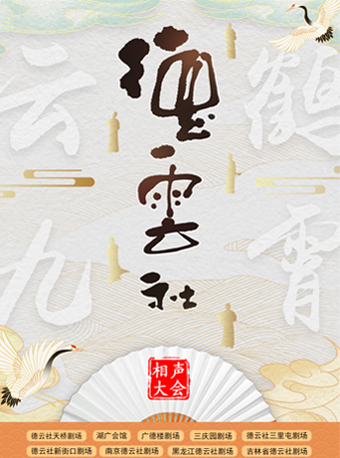 德雲社
云鹤九霄
相声
大会
德云社天桥剧场 湖广会馆 广德楼剧场 三庆园剧场 德云社三里屯剧场
德云社新街口剧场 南京德云社剧场 黑龙江德云社剧场 吉林省德云社剧场